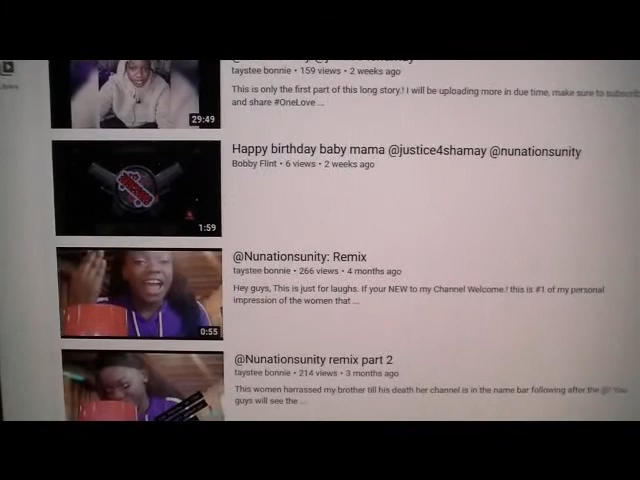 taystee bonnie • 159 views • 2 weeks ago
This is only the first part of this long story.! I will be uploading more in due time, make sure to subscrib
and share #OneLove ...
29:49
Library
Happy birthday baby mama @justice4shamay @nunationsunity
Bobby Flint • 6 views • 2 weeks ago
1:59
@Nunationsunity: Remix
taystee bonnie • 266 views • 4 months ago
Hey guys, This is just for laughs. If your NEW to my Channel Welcome.! this is #1 of my personal
impression of the women that ...
0:55
@Nunationsunity remix part 2
taystee bonnie • 214 views • 3 months ago
This women harrassed my brother till his death her channel is in the name bar following after the @! You
guys will see the ...